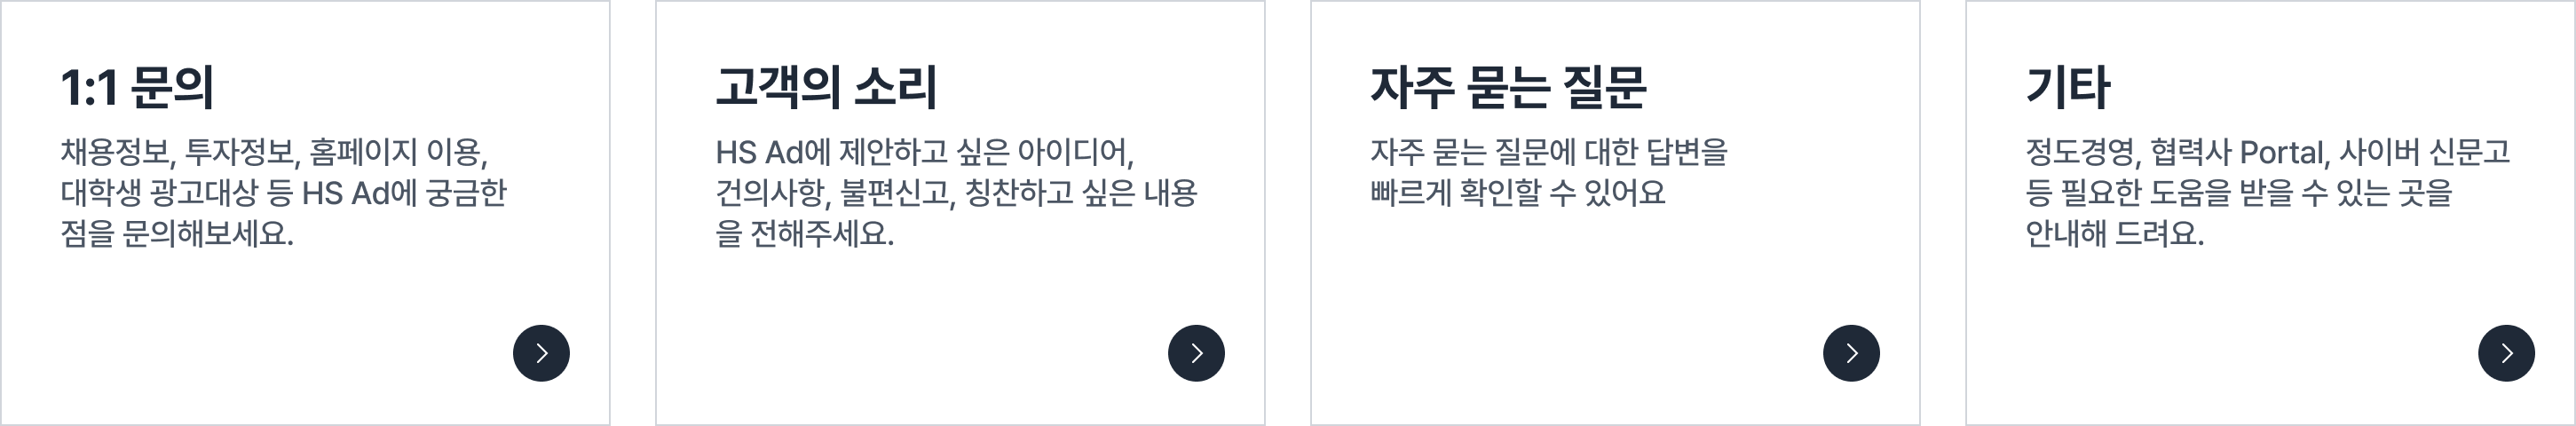 1:1 문의
채용정보, 투자정보, 홈페이지 이용,
대학생 광고대상 등 HS Ad에 궁금한
점을 문의해보세요.
고객의 소리
HS Ad에 제안하고 싶은 아이디어,
건의사항, 불편신고, 칭찬하고 싶은 내용
을 전해주세요.
자주 묻는 질문
자주 묻는 질문에 대한 답변을
빠르게 확인할 수 있어요
기타
정도경영, 협력사 Portal, 사이버 신문고
등 필요한 도움을 받을 수 있는 곳을
안내해 드려요.